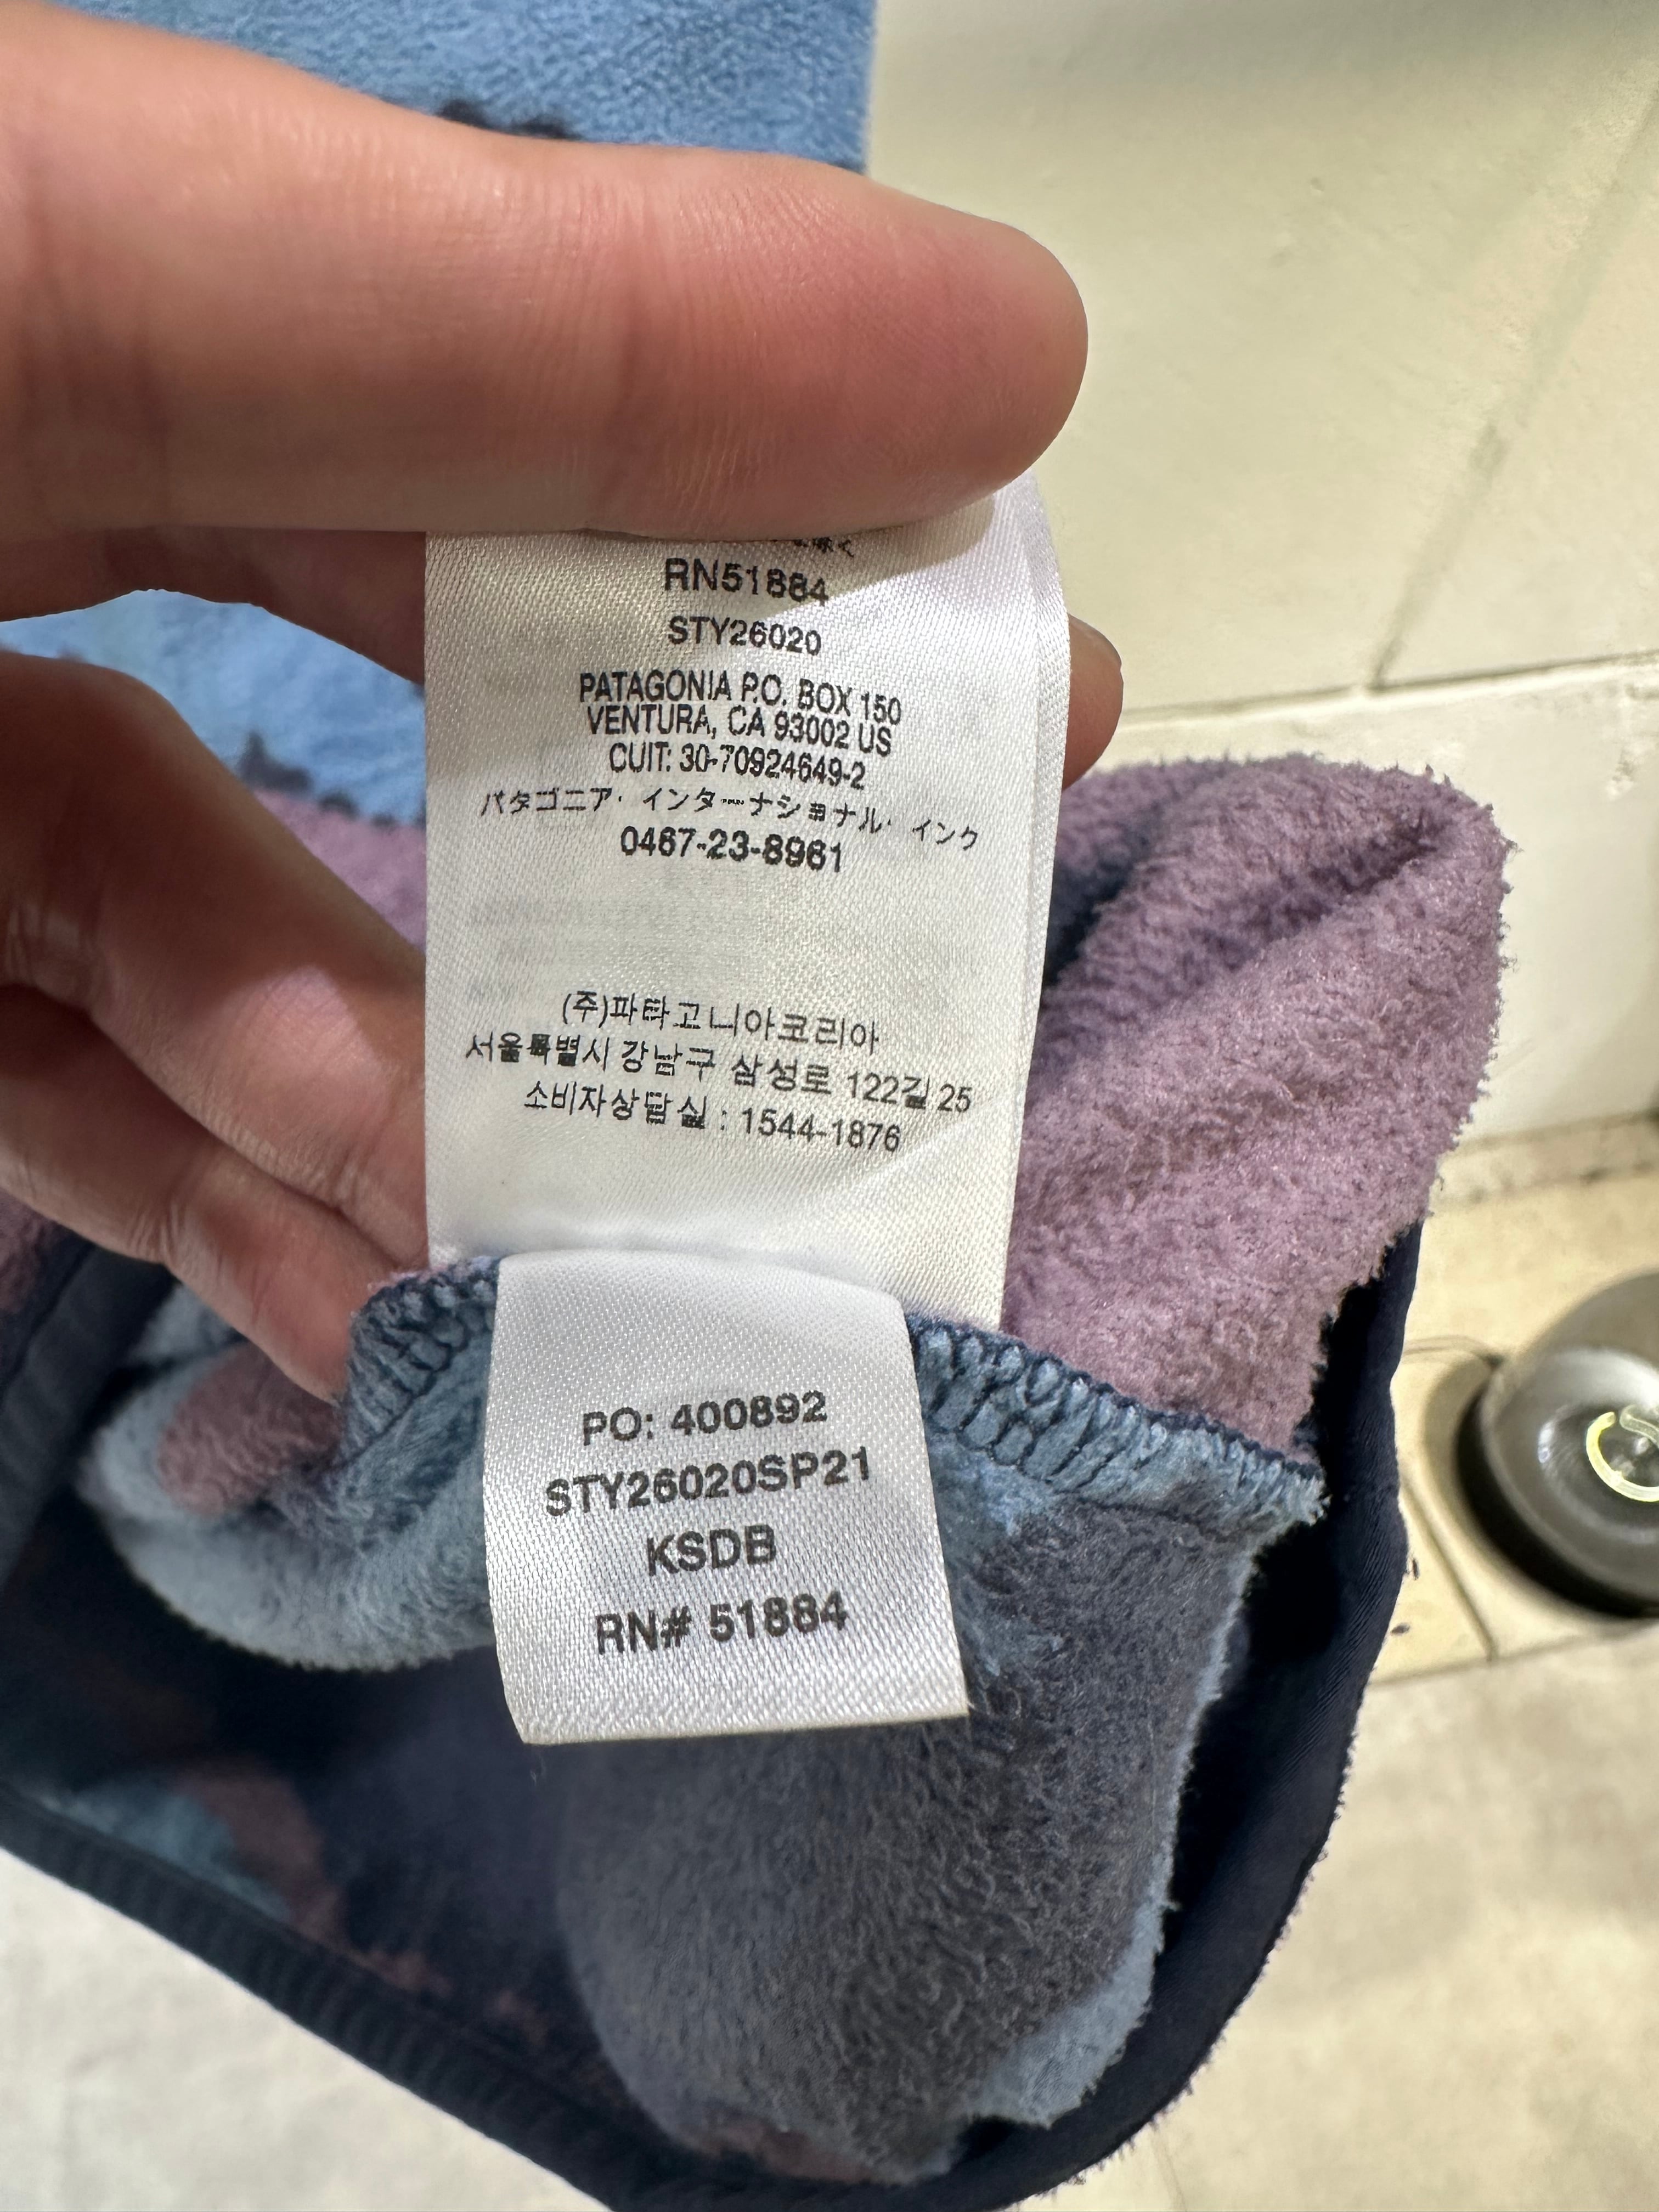 RN51884
STY26020
PATAGONIA P.O. BOX 150
VENTURA, CA 93002 US
CUIT: 30-70924649-2
パタゴニア・インターナショナル・インク
0467-23-8961
(주)파타고니아코리아
서울특별시 강남구 삼성로 122길 25
소비자상담실 : 1544-1876
PO: 400892
STY26020SP21
KSDB
RN# 51884